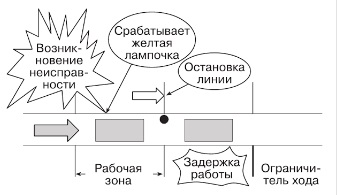 Возник-
новение
неисправ-
ности
Срабатывает
желтая
лампочка
Остановка
линии
Рабочая
зона
Задержка
работы
Ограничи-
тель хода